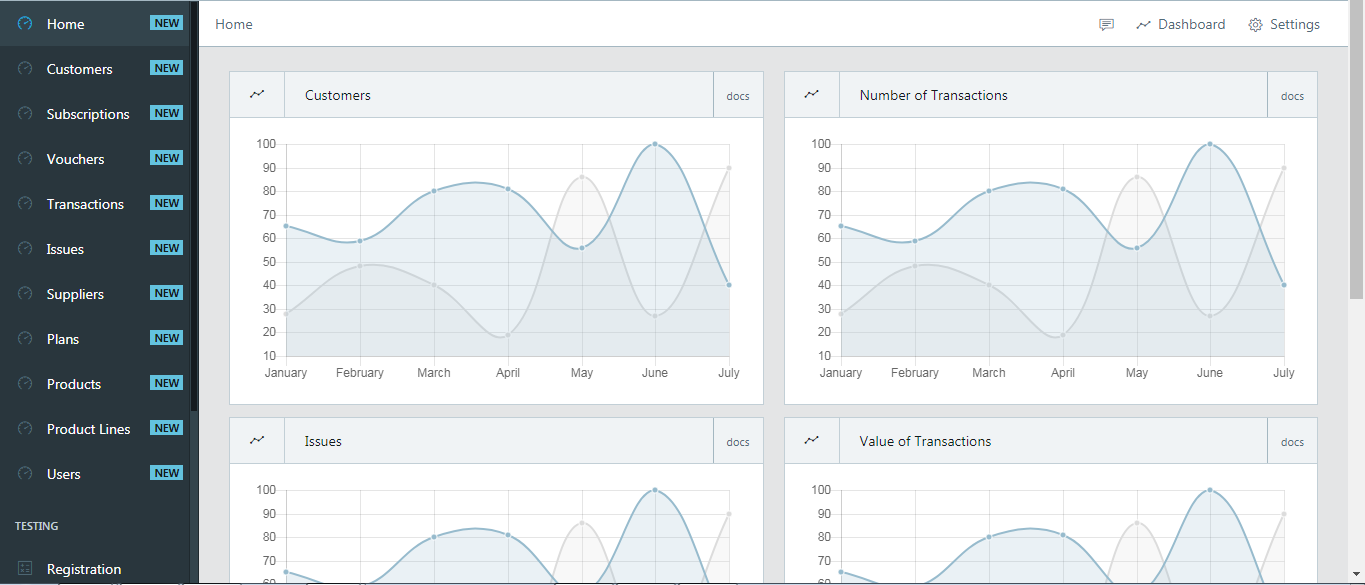 Home NEW
Customers NEW
Subscriptions NEW
Vouchers NEW
Transactions NEW
Issues NEW
Suppliers NEW
Plans NEW
Products NEW
Product Lines NEW
Users NEW
TESTING
Registration
Home
Dashboard
Settings
Customers docs
100
90
80
70
60
50
40
30
20
10
January February March April May June July
Number of Transactions docs
100
90
80
70
60
50
40
30
20
10
January February March April May June July
Issues docs
100
90
80
70
60
Value of Transactions docs
100
90
80
70
60